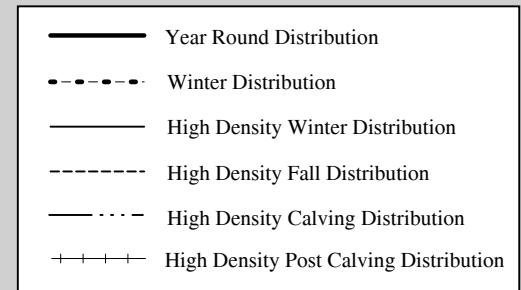 Year Round Distribution
Winter Distribution
High Density Winter Distribution
High Density Fall Distribution
High Density Calving Distribution
High Density Post Calving Distribution